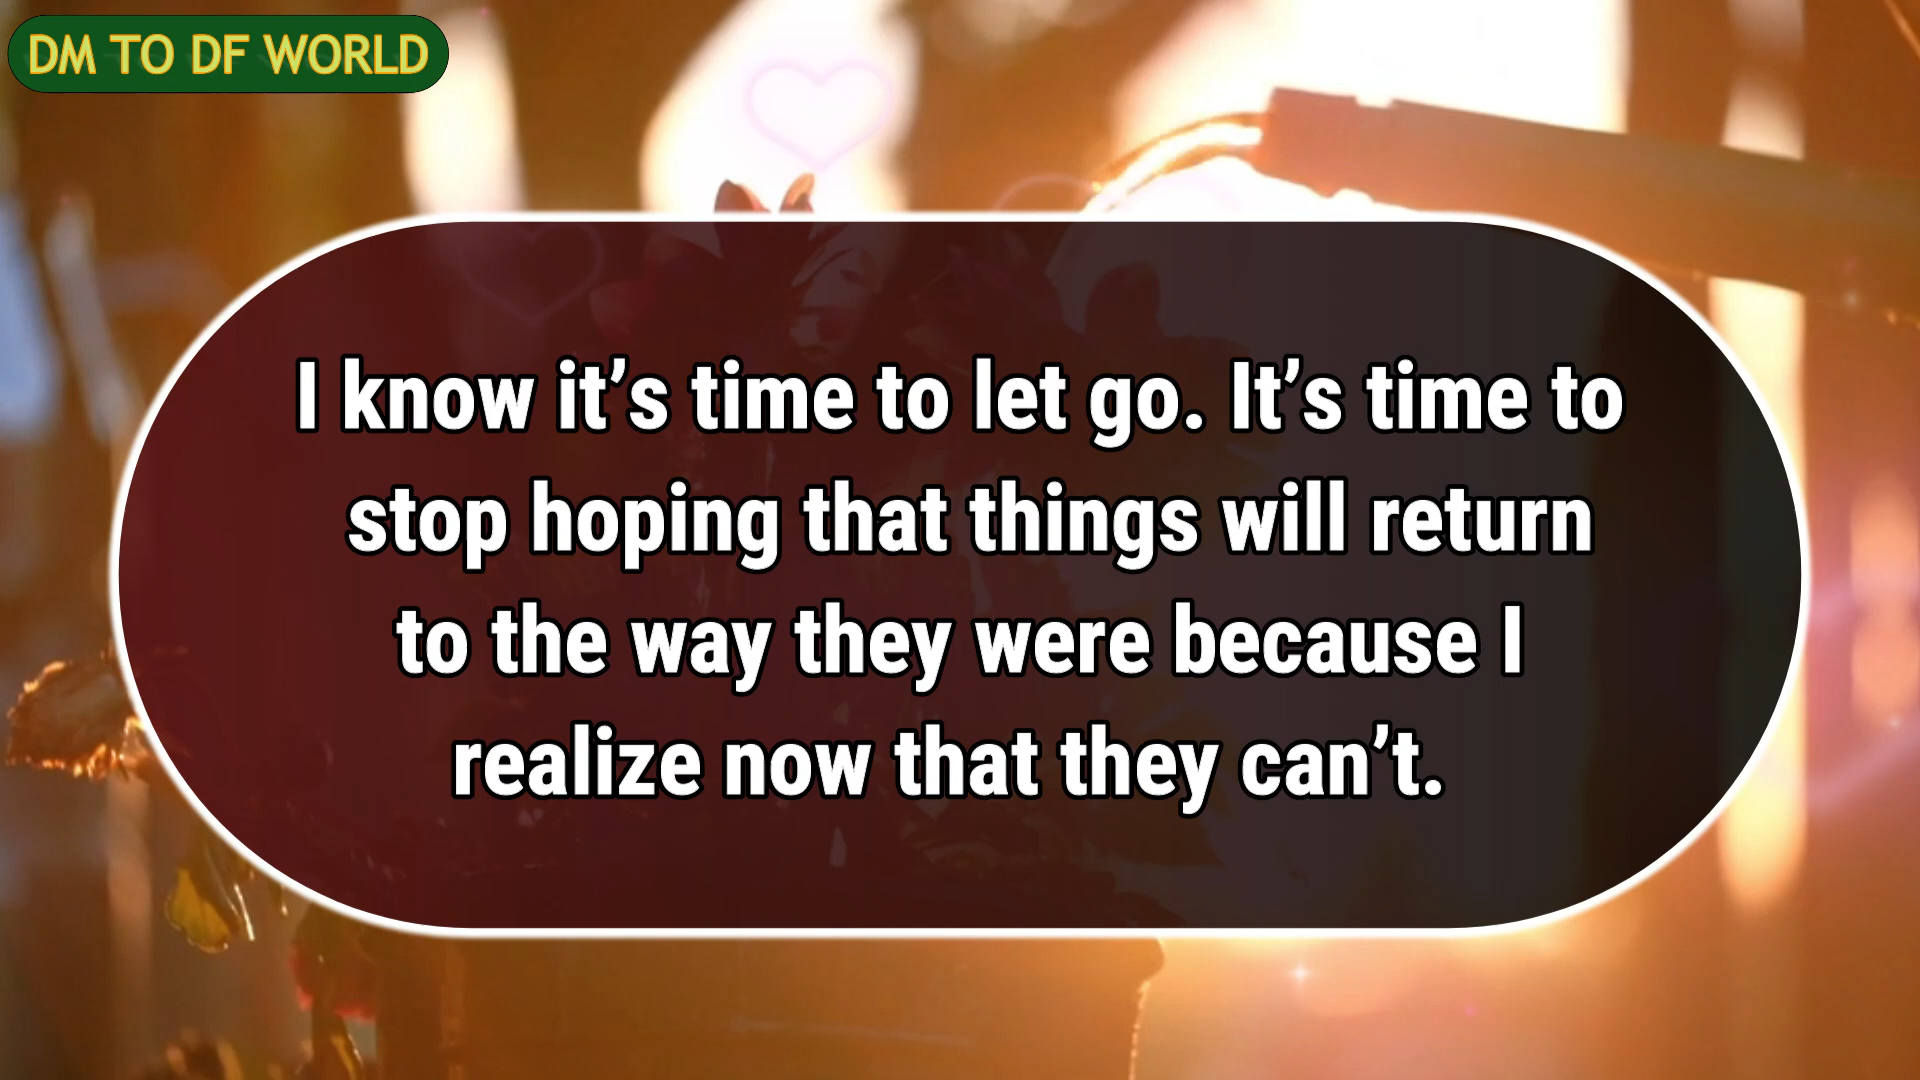 DM TO DF WORLD
I know it’s time to let go. It’s time to
stop hoping that things will return
to the way they were because I
realize now that they can’t.